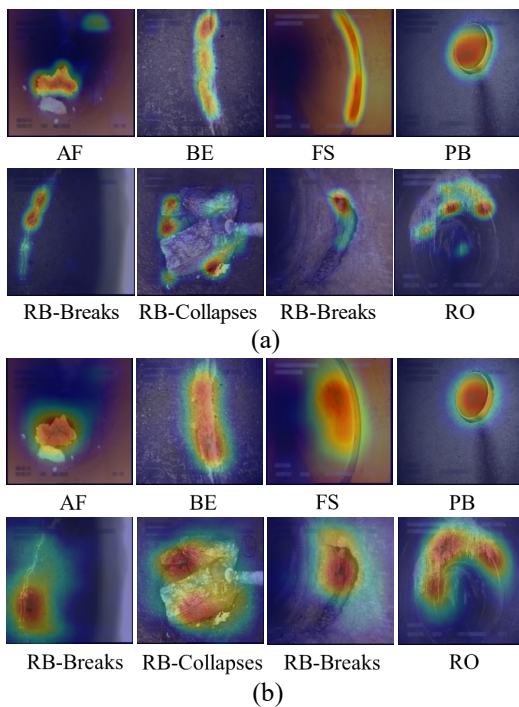 AF BE FS PB
RB-Breaks RB-Collapses RB-Breaks RO
(a)
AF BE FS PB
RB-Breaks RB-Collapses RB-Breaks RO
(b)